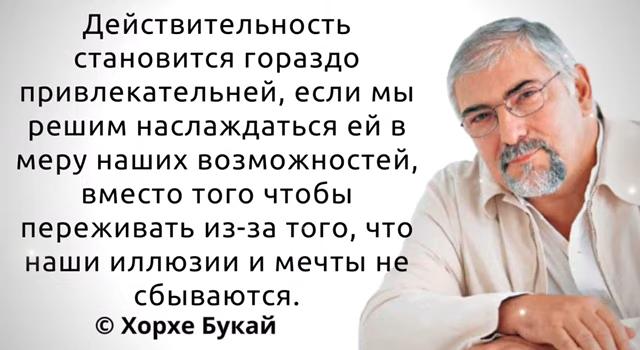 Действительность
становится гораздо
привлекательней, если мы
решим наслаждаться ей в
меру наших возможностей,
вместо того чтобы
переживать из-за того, что
наши иллюзии и мечты не
сбываются.
© Хорхе Букай